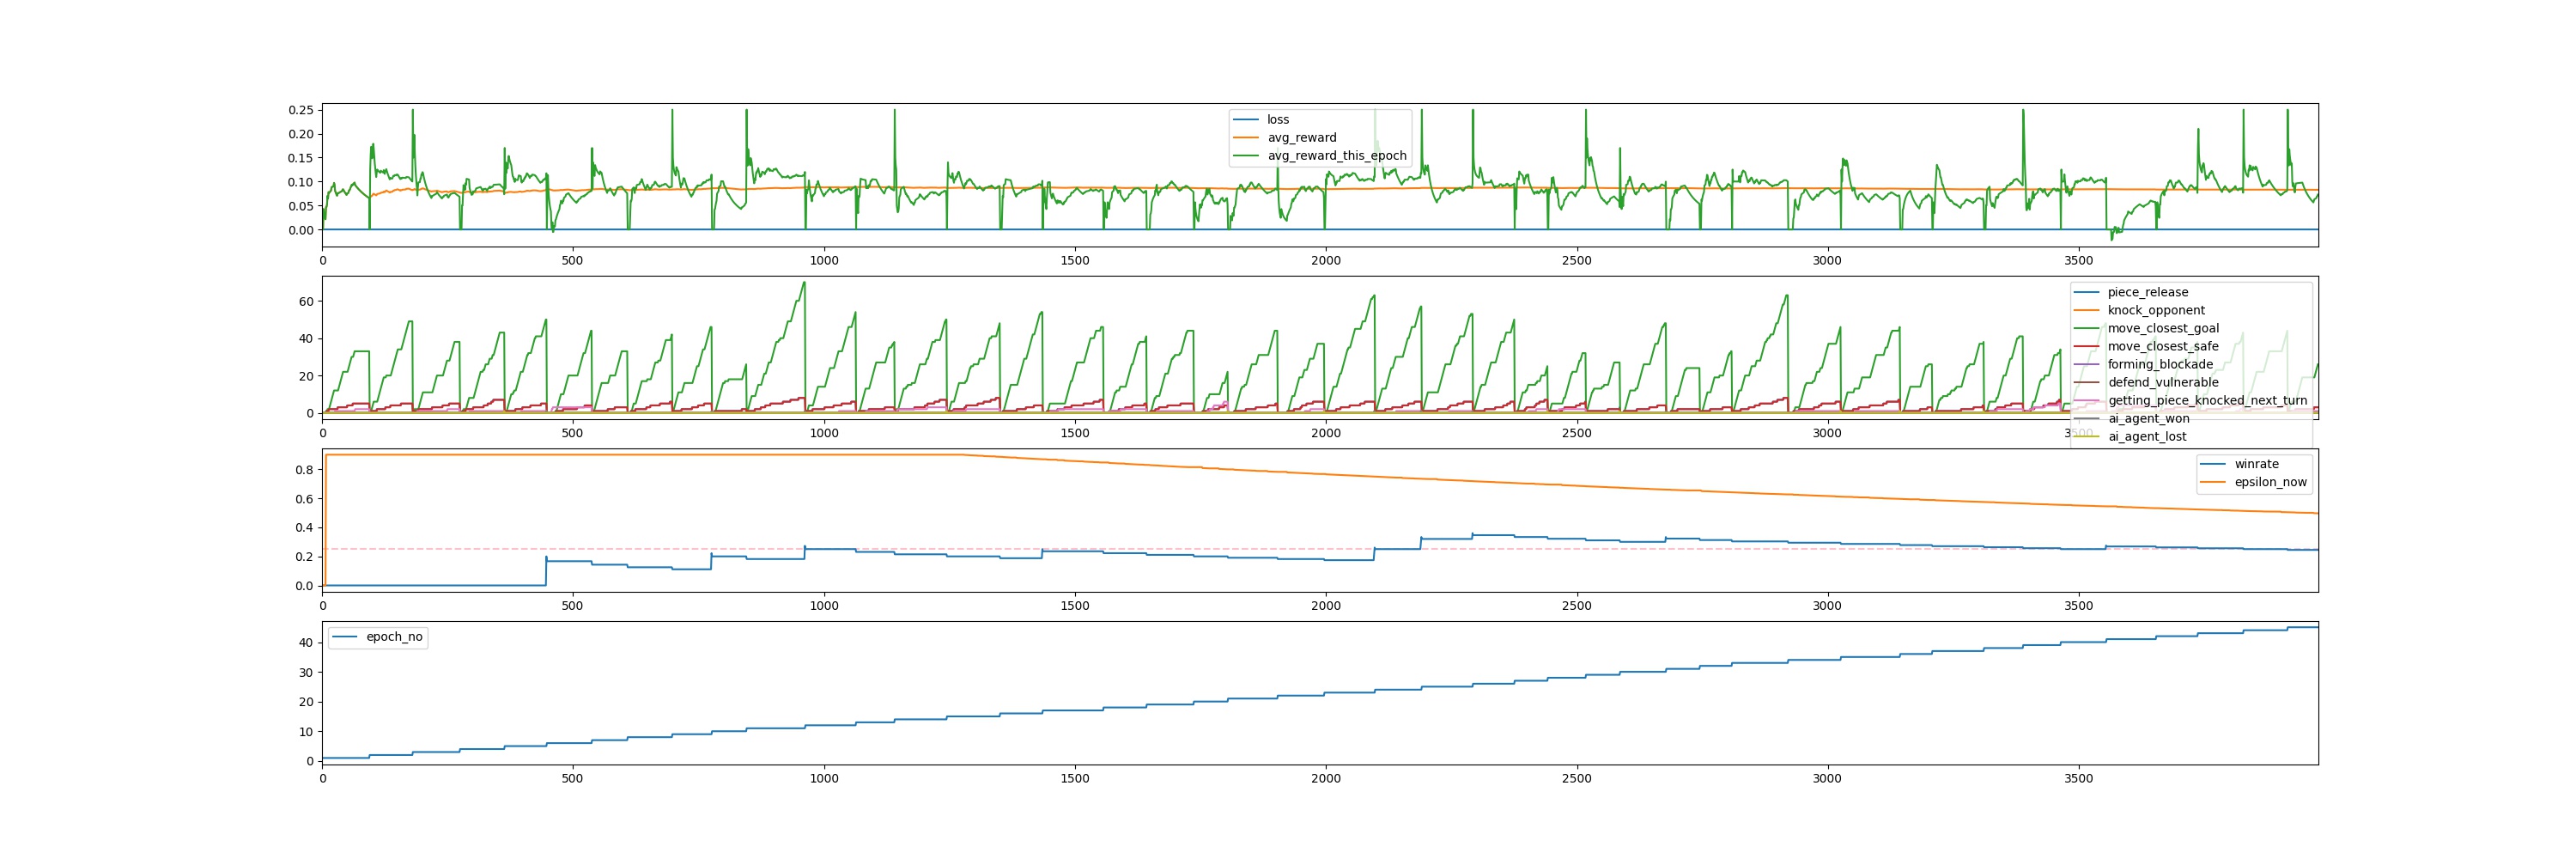 0.25
0.20
0.15
0.10
0.05
0.00
loss
avg_reward
avg_reward_this_epoch
0 500 1000 1500 2000 2500 3000 3500
60
40
20
0
piece_release
knock_opponent
move_closest_goal
move_closest_safe
forming_blockade
defend_vulnerable
getting_piece_knocked_next_turn
ai_agent_won
ai_agent_lost
0 500 1000 1500 2000 2500 3000 3500
0.8
0.6
0.4
0.2
0.0
winrate
epsilon_now
0 500 1000 1500 2000 2500 3000 3500
40
30
20
10
0
epoch_no
0 500 1000 1500 2000 2500 3000 3500